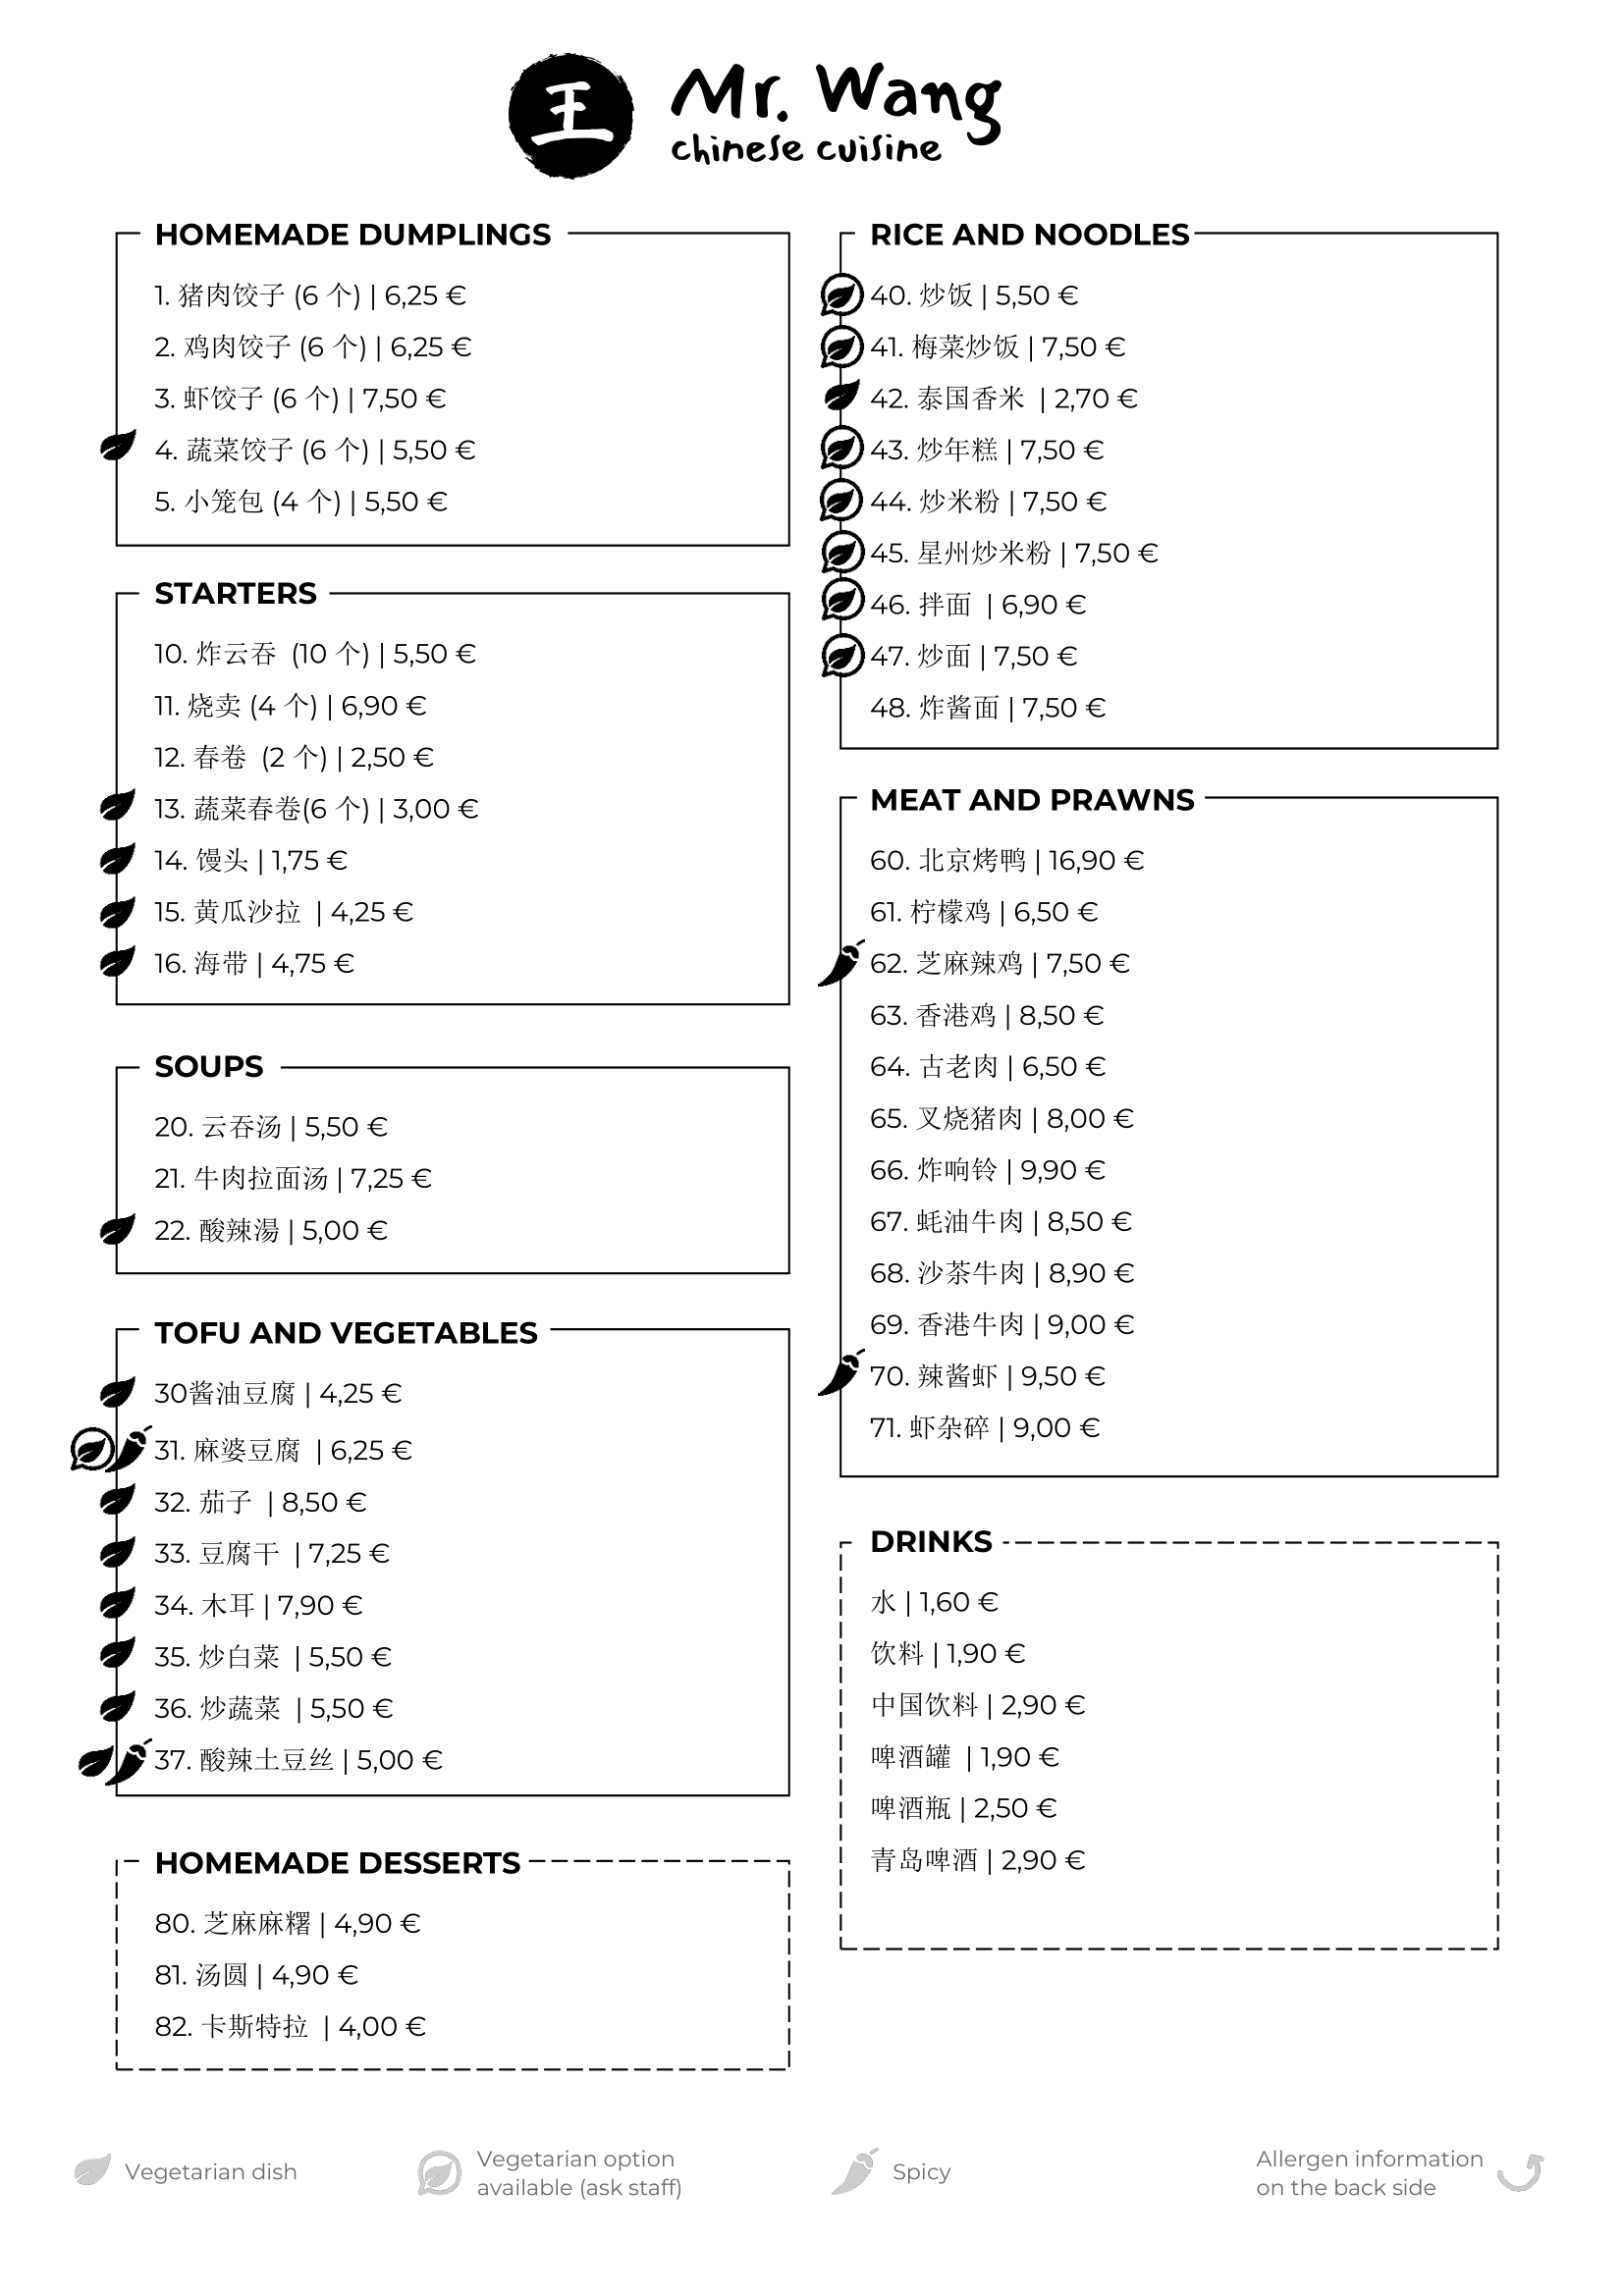 王
Mr. Wang
chinese cuisine
HOMEMADE DUMPLINGS
1. 猪肉饺子 (6 个) | 6,25 €
2. 鸡肉饺子 (6 个) | 6,25 €
3. 虾饺子 (6 个) | 7,50 €
4. 蔬菜饺子 (6 个) | 5,50 €
5. 小笼包 (4 个) | 5,50 €
STARTERS
10. 炸云吞 (10 个) | 5,50 €
11. 烧卖 (4 个) | 6,90 €
12. 春卷 (2 个) | 2,50 €
13. 蔬菜春卷(6 个) | 3,00 €
14. 馒头 | 1,75 €
15. 黄瓜沙拉 | 4,25 €
16. 海带 | 4,75 €
SOUPS
20. 云吞汤 | 5,50 €
21. 牛肉拉面汤 | 7,25 €
22. 酸辣湯 | 5,00 €
TOFU AND VEGETABLES
30酱油豆腐 | 4,25 €
31. 麻婆豆腐 | 6,25 €
32. 茄子 | 8,50 €
33. 豆腐干 | 7,25 €
34. 木耳 | 7,90 €
35. 炒白菜 | 5,50 €
36. 炒蔬菜 | 5,50 €
37. 酸辣土豆丝 | 5,00 €
HOMEMADE DESSERTS
80. 芝麻麻糬 | 4,90 €
81. 汤圆 | 4,90 €
82. 卡斯特拉 | 4,00 €
RICE AND NOODLES
40. 炒饭 | 5,50 €
41. 梅菜炒饭 | 7,50 €
42. 泰国香米 | 2,70 €
43. 炒年糕 | 7,50 €
44. 炒米粉 | 7,50 €
45. 星州炒米粉 | 7,50 €
46. 拌面 | 6,90 €
47. 炒面 | 7,50 €
48. 炸酱面 | 7,50 €
MEAT AND PRAWNS
60. 北京烤鸭 | 16,90 €
61. 柠檬鸡 | 6,50 €
62. 芝麻辣鸡 | 7,50 €
63. 香港鸡 | 8,50 €
64. 古老肉 | 6,50 €
65. 叉烧猪肉 | 8,00 €
66. 炸响铃 | 9,90 €
67. 蚝油牛肉 | 8,50 €
68. 沙茶牛肉 | 8,90 €
69. 香港牛肉 | 9,00 €
70. 辣酱虾 | 9,50 €
71. 虾杂碎 | 9,00 €
DRINKS
水 | 1,60 €
饮料 | 1,90 €
中国饮料 | 2,90 €
啤酒罐 | 1,90 €
啤酒瓶 | 2,50 €
青岛啤酒 | 2,90 €
Vegetarian dish
Vegetarian option
available (ask staff)
Spicy
Allergen information
on the back side